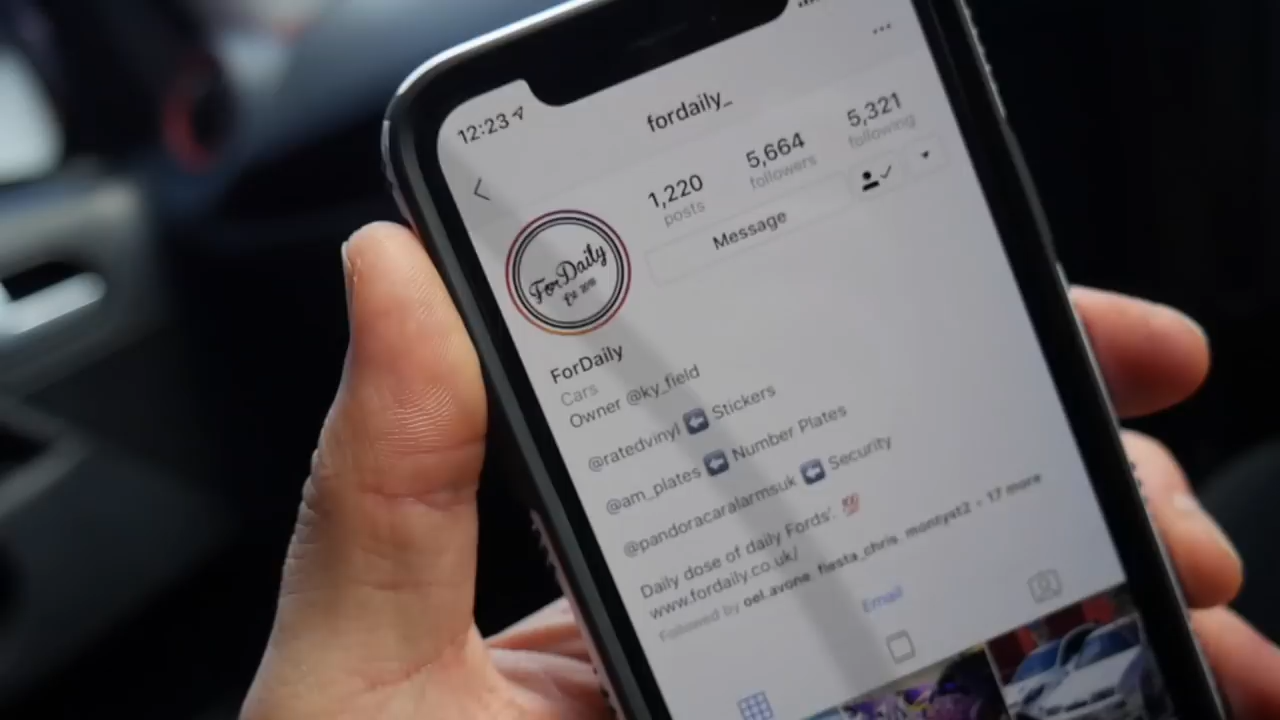 12:23
fordaily_
1,220 5,664 5,321
posts followers following
Message
ForDaily
ForDaily
Cars
Owner @ky_field
@ratedvinyl ⬅ Stickers
@am_plates ⬅ Number Plates
@pandoracaralarmsuk ⬅ Security
Daily dose of daily Fords'. 💯
www.fordaily.co.uk/
Followed by oel.avone fiesta_chris montyst2 + 17 more
Email